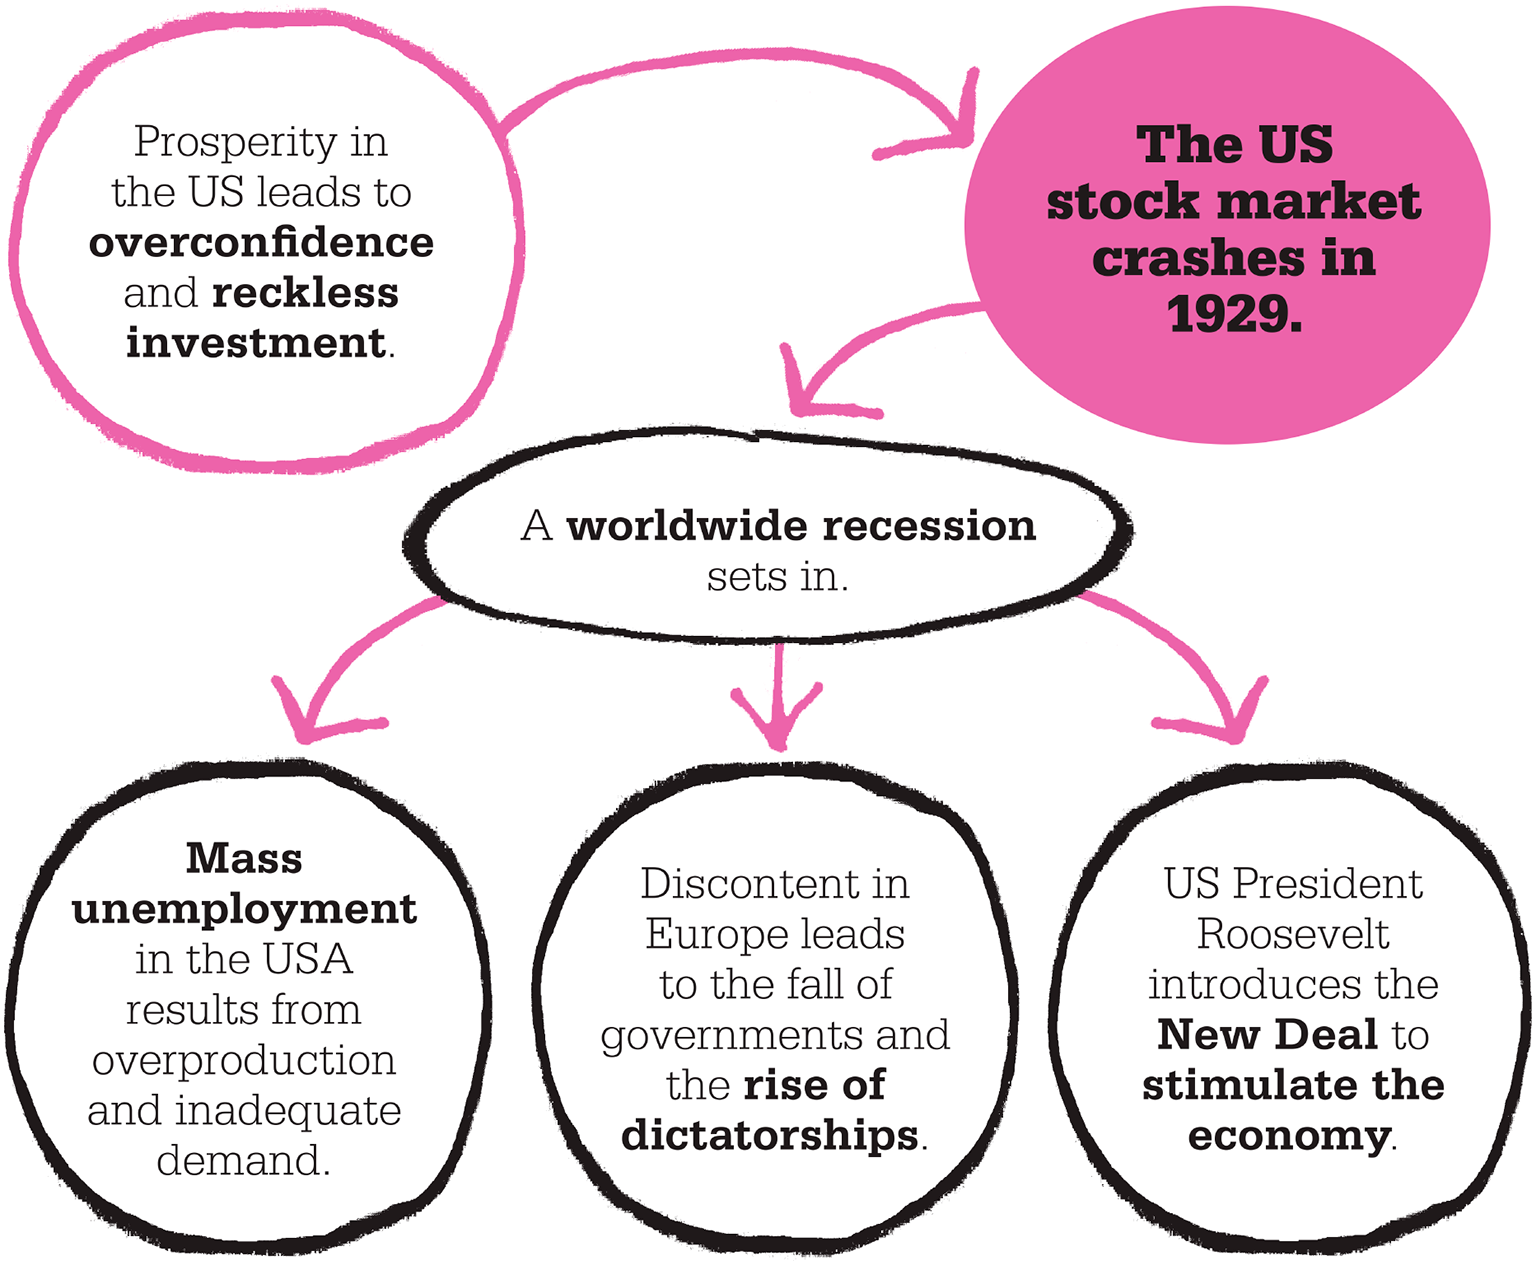 Prosperity in
the US leads to
overconfidence
and reckless
investment.
The US
stock market
crashes in
1929.
A worldwide recession
sets in.
Mass
unemployment
in the USA
results from
overproduction
and inadequate
demand.
Discontent in
Europe leads
to the fall of
governments and
the rise of
dictatorships.
US President
Roosevelt
introduces the
New Deal to
stimulate the
economy.